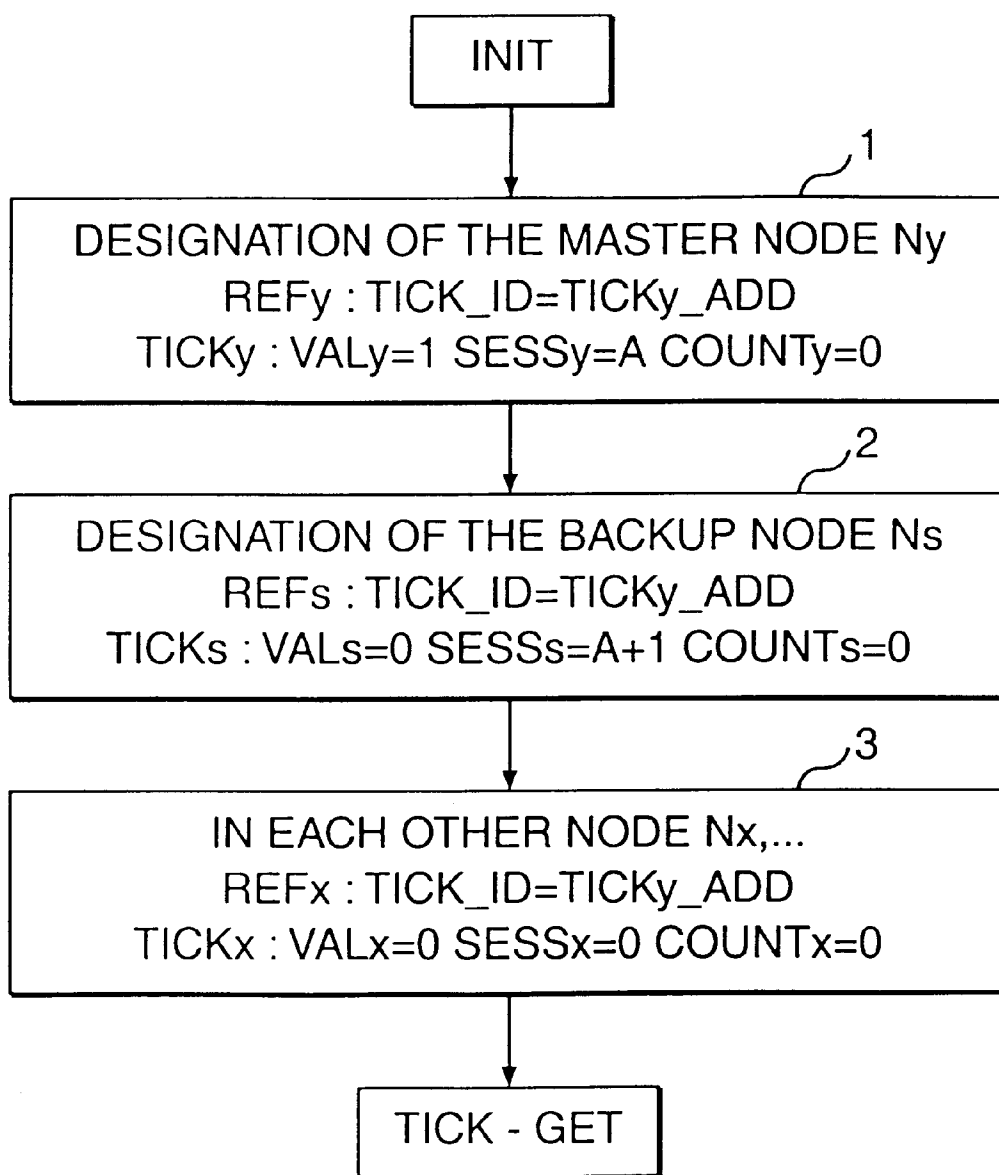 INIT
1
DESIGNATION OF THE MASTER NODE Ny
REFy : TICK_ID=TICKy_ADD
TICKy : VALy=1 SESSy=A COUNTy=0
2
DESIGNATION OF THE BACKUP NODE Ns
REFs : TICK_ID=TICKy_ADD
TICKs : VALs=0 SESSs=A+1 COUNTs=0
3
IN EACH OTHER NODE Nx,...
REFx : TICK_ID=TICKy_ADD
TICKx : VALx=0 SESSx=0 COUNTx=0
TICK - GET